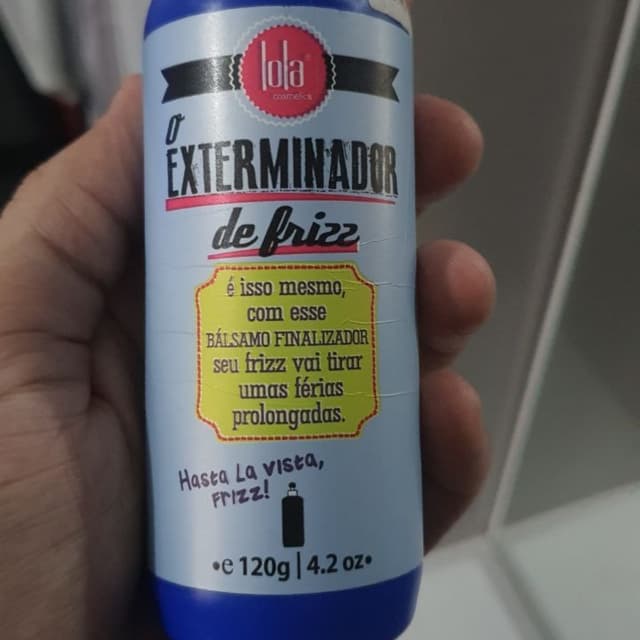 lola
cosmetics
O
EXTERMINADOR
de frizz
é isso mesmo,
com esse
BÁLSAMO FINALIZADOR
seu frizz vai tirar
umas férias
prolongadas.
Hasta La vista,
FRIZZ!
•e 120g | 4.2 oz•